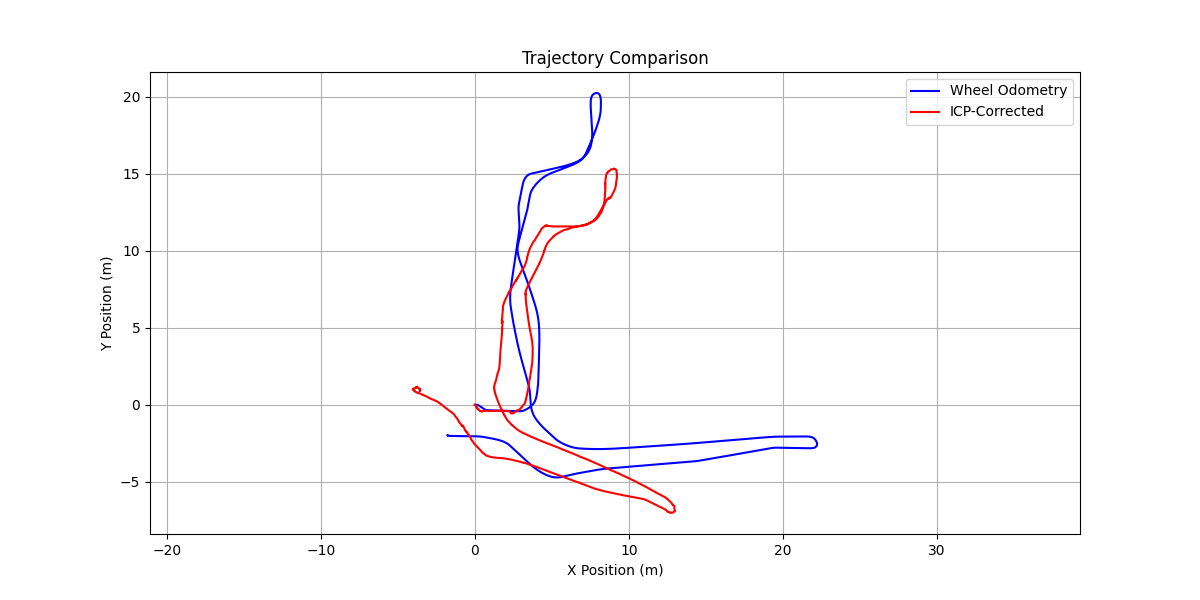 Trajectory Comparison
Wheel Odometry
ICP-Corrected
20
15
10
5
0
−5
Y Position (m)
−20 −10 0 10 20 30
X Position (m)